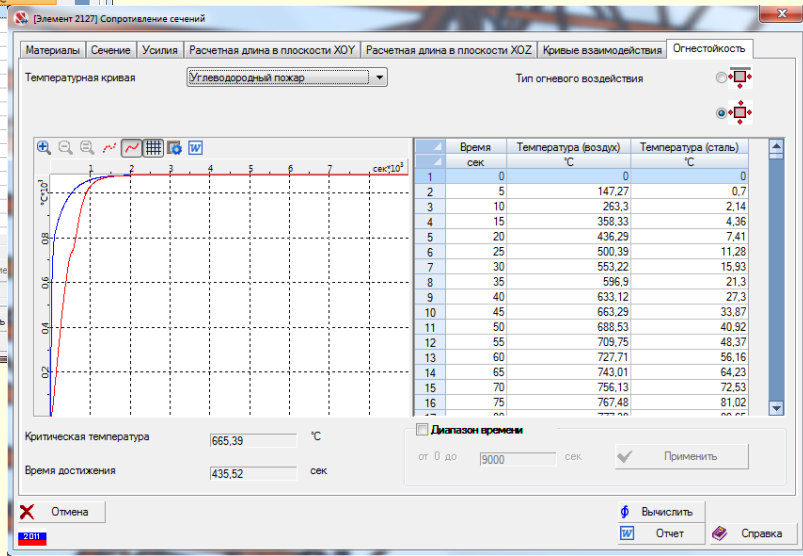 [Элемент 2127] Сопротивление сечений
Материалы Сечение Усилия Расчетная длина в плоскости XOY Расчетная длина в плоскости XOZ Кривые взаимодействия Огнестойкость
Температурная кривая Углеводородный пожар Тип огневого воздействия
1 2 3 4 5 6 7 сек*10³
°C*10³
0,8
0,6
0,4
0,2
Время Температура (воздух) Температура (сталь)
сек °C °C
1 0 0 0
2 5 147,27 0,7
3 10 263,3 2,14
4 15 358,33 4,36
5 20 436,29 7,41
6 25 500,39 11,28
7 30 553,22 15,93
8 35 596,9 21,3
9 40 633,12 27,3
10 45 663,29 33,87
11 50 688,53 40,92
12 55 709,75 48,37
13 60 727,71 56,16
14 65 743,01 64,23
15 70 756,13 72,53
16 75 767,48 81,02
Критическая температура 665,39 °C
Время достижения 435,52 сек
Диапазон времени
от 0 до 9000 сек Применить
Отмена Вычислить
2011 Отчет Справка